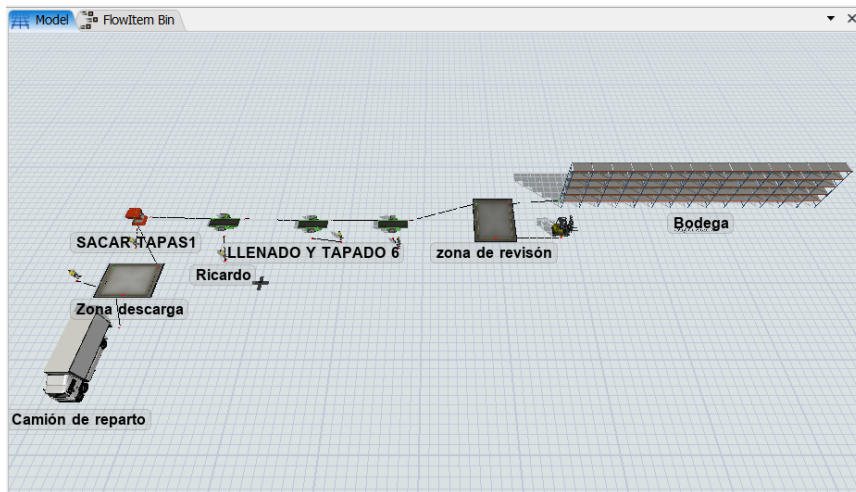 Model
FlowItem Bin
SACAR TAPAS1
LLENADO Y TAPADO 6
Ricardo
zona de revisón
Bodega
Zona descarga
Camión de reparto